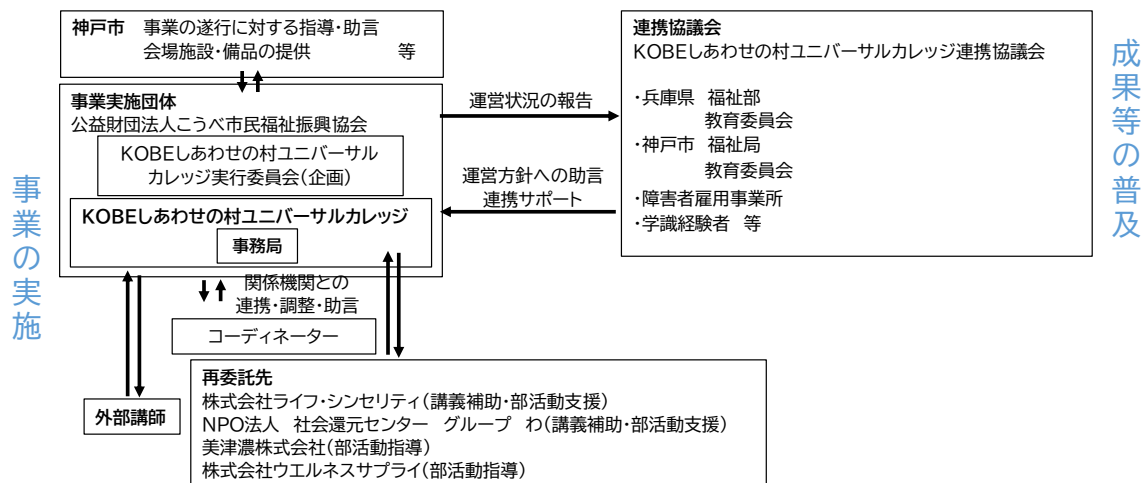 神戸市　事業の遂行に対する指導・助言
会場施設・備品の提供　　　等
事業実施団体
公益財団法人こうべ市民福祉振興協会
KOBEしあわせの村ユニバーサル
カレッジ実行委員会（企画）
KOBEしあわせの村ユニバーサルカレッジ
事務局
運営状況の報告
運営方針への助言
連携サポート
連携協議会
KOBEしあわせの村ユニバーサルカレッジ連携協議会
・兵庫県　福祉部
教育委員会
・神戸市　福祉局
教育委員会
・障害者雇用事業所
・学識経験者　等
関係機関との
連携・調整・助言
コーディネーター
外部講師
再委託先
株式会社ライフ・シンセリティ（講義補助・部活動支援）
NPO法人　社会還元センター　グループ　わ（講義補助・部活動支援）
美津濃株式会社（部活動指導）
株式会社ウエルネスサプライ（部活動指導）
事業の実施
成果等の普及